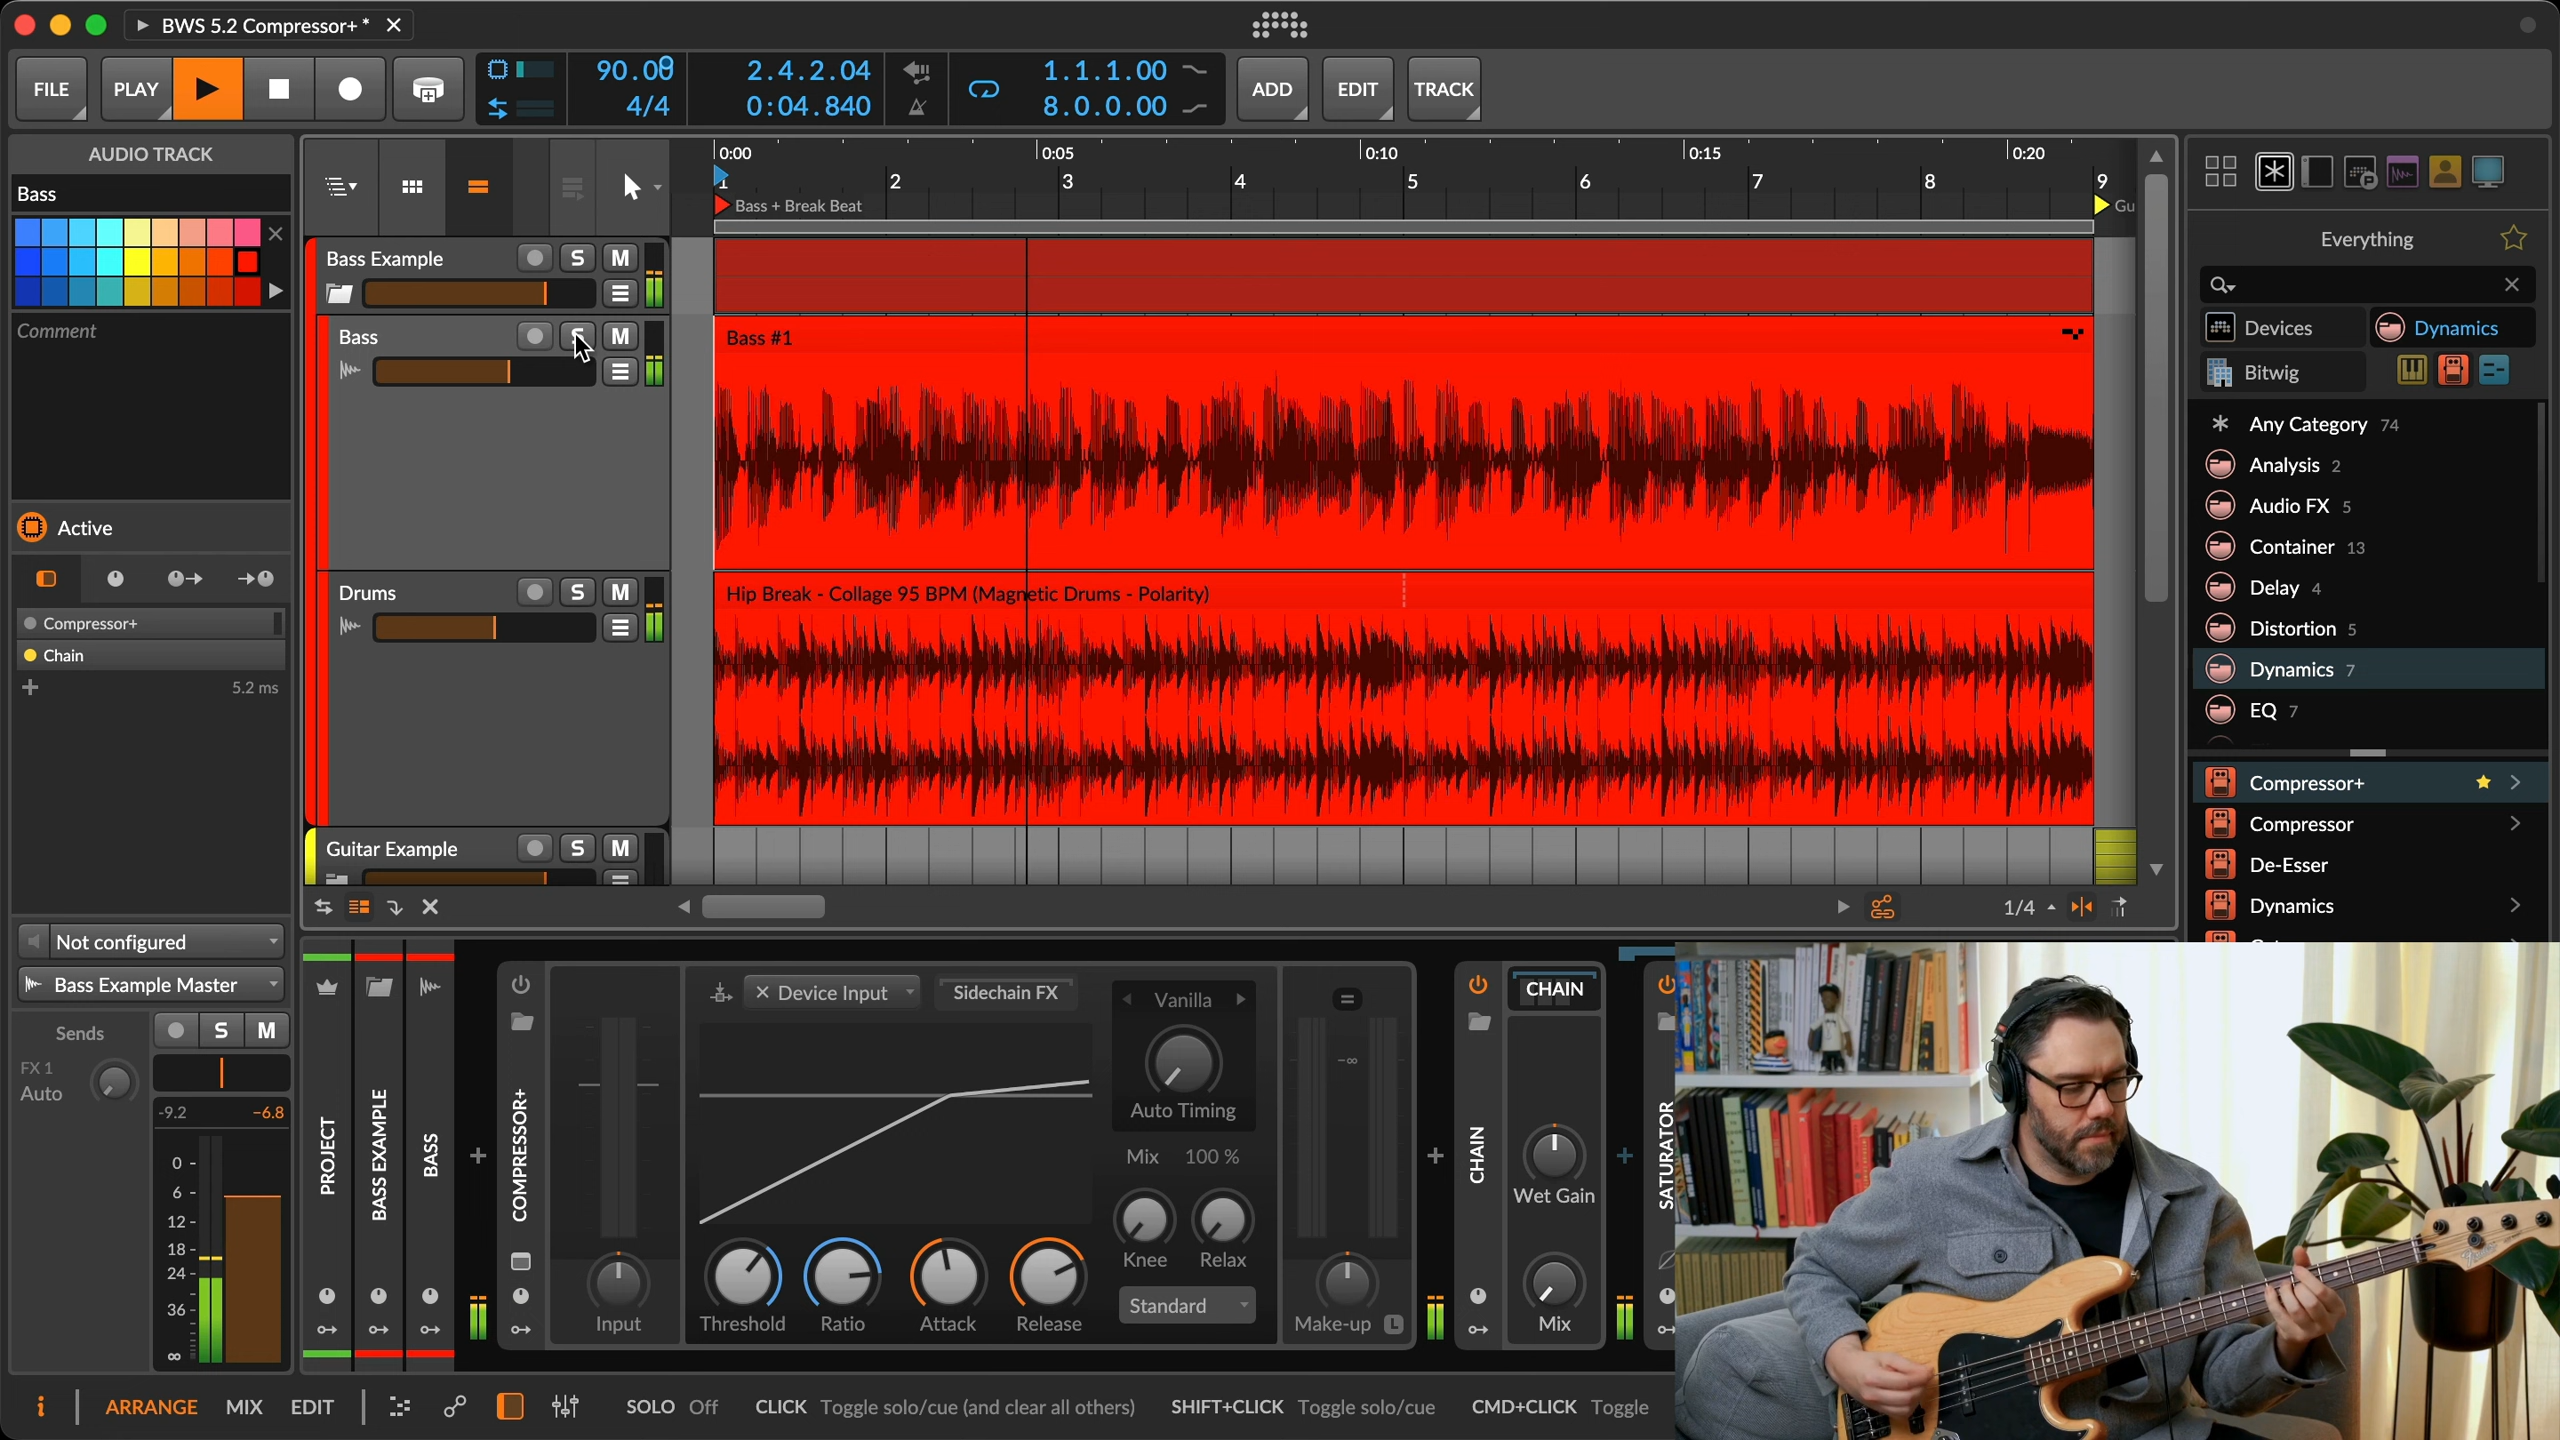 BWS 5.2 Compressor+ *
FILE
PLAY
90.00
4/4
2.4.2.04
0:04.840
1.1.1.00
8.0.0.00
ADD
EDIT
TRACK
AUDIO TRACK
Bass
Comment
Active
Compressor+
Chain
5.2 ms
Not configured
Bass Example Master
Sends
S
M
FX 1
Auto
-9.2
-6.8
0
6
12
18
24
36
∞
0:00
0:05
0:10
0:15
0:20
1
2
3
4
5
6
7
8
9
Bass + Break Beat
Gu
Bass Example
S
M
Bass
S
M
Bass #1
Drums
S
M
Hip Break - Collage 95 BPM (Magnetic Drums - Polarity)
Guitar Example
S
M
1/4
Everything
Devices
Dynamics
Bitwig
Any Category 74
Analysis 2
Audio FX 5
Container 13
Delay 4
Distortion 5
Dynamics 7
EQ 7
Compressor+
Compressor
De-Esser
Dynamics
PROJECT
BASS EXAMPLE
BASS
COMPRESSOR+
Input
Device Input
Sidechain FX
Threshold
Ratio
Attack
Release
Vanilla
Auto Timing
Mix 100 %
Knee
Relax
Standard
-∞
Make-up
L
CHAIN
CHAIN
Wet Gain
Mix
SATURATOR
i
ARRANGE
MIX
EDIT
SOLO Off
CLICK Toggle solo/cue (and clear all others)
SHIFT+CLICK Toggle solo/cue
CMD+CLICK Toggle